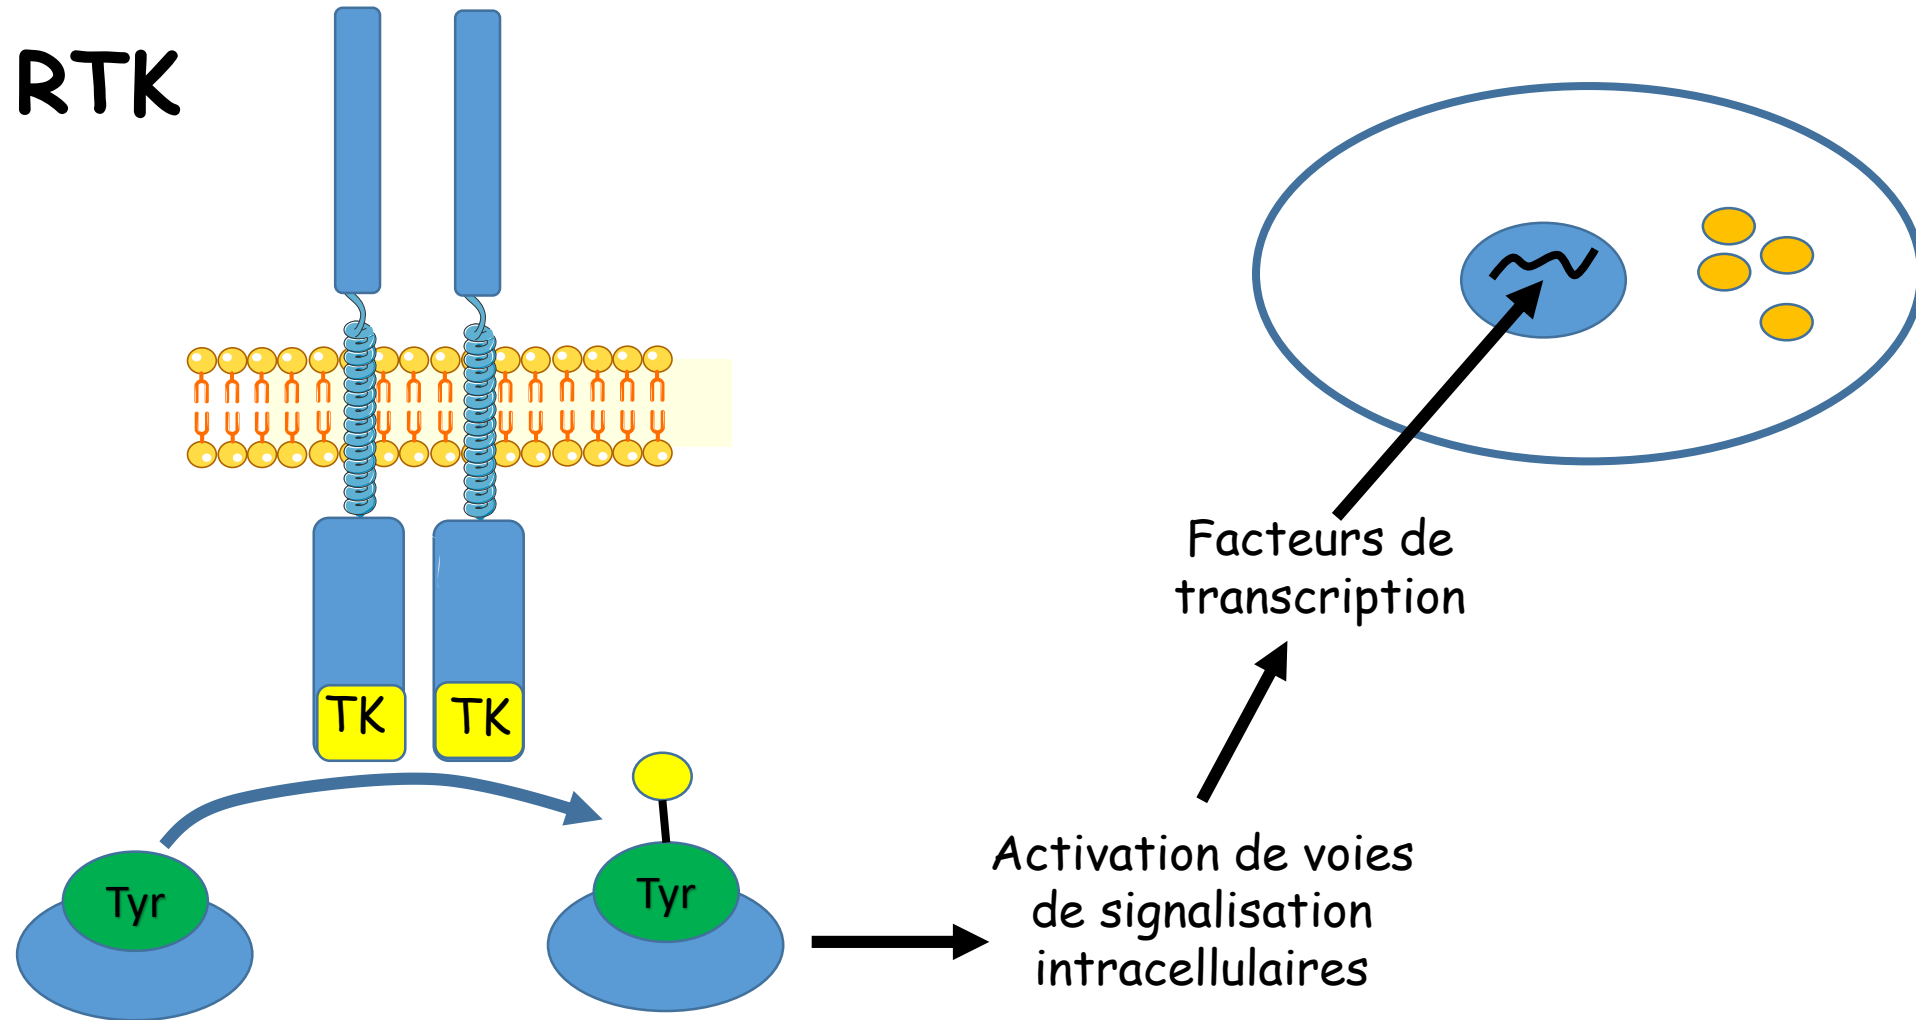 RTK
TK
TK
Tyr
Tyr
Activation de voies
de signalisation
intracellulaires
Facteurs de
transcription